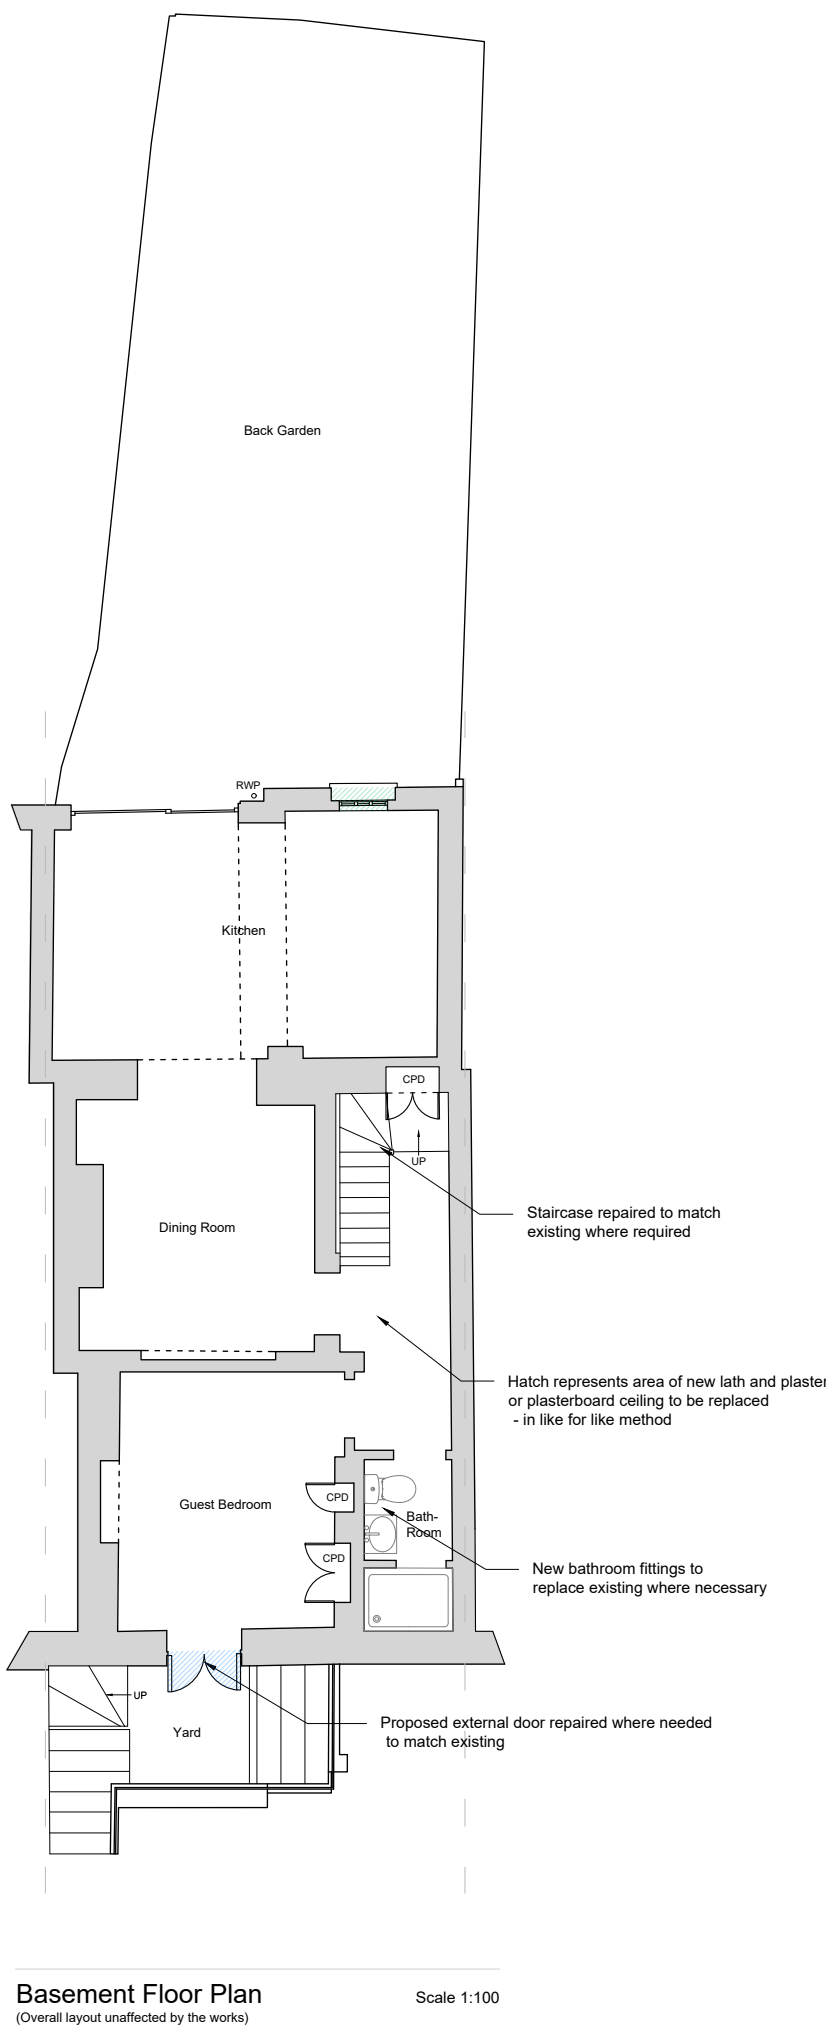 Back Garden
RWP
Kitchen
CPD
UP
Staircase repaired to match
existing where required
Dining Room
Hatch represents area of new lath and plaster
or plasterboard ceiling to be replaced
- in like for like method
Guest Bedroom
CPD
Bath-
Room
CPD
New bathroom fittings to
replace existing where necessary
UP
Yard
Proposed external door repaired where needed
to match existing
Basement Floor Plan
Scale 1:100
(Overall layout unaffected by the works)